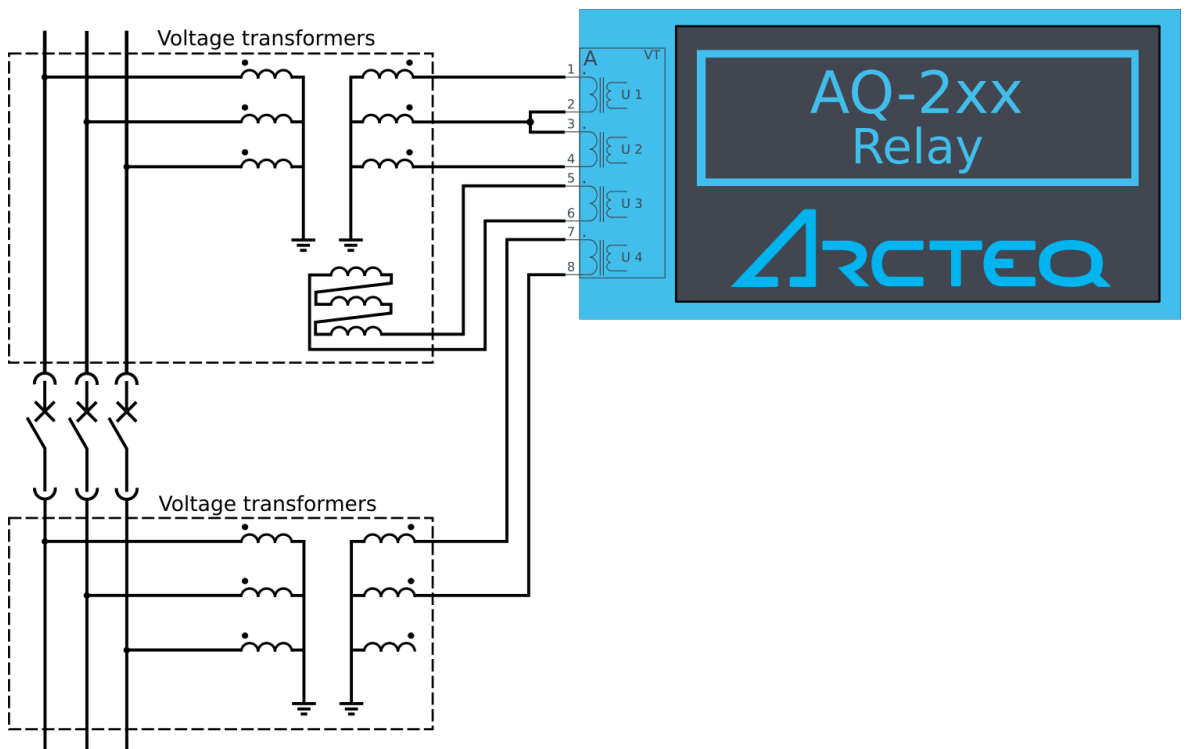 Voltage transformers
A
VT
1
U 1
2
3
U 2
4
5
U 3
6
7
U 4
8
AQ-2xx
Relay
ARCTEQ
Voltage transformers